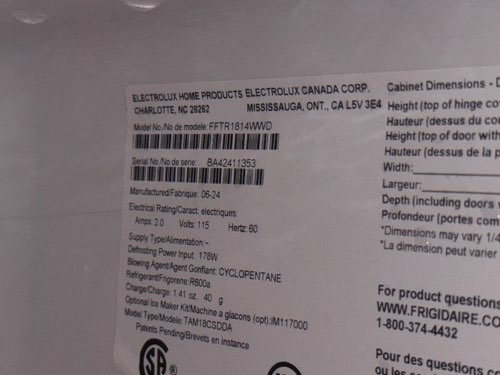 ELECTROLUX HOME PRODUCTS ELECTROLUX CANADA CORP.
CHARLOTTE, NC 28262 MISSISSAUGA, ONT., CA L5V 3E4
Model No./No de modele: FFTR1814WWD
Serial No./No de serie: BA42411353
Manufactured/Fabrique: 06-24
Electrical Rating/Caract. electriques:
Amps: 2.0 Volts: 115 Hertz: 60
Supply Type/Alimentation ~
Defrosting Power Input: 178W
Blowing Agent/Agent Gonflant: CYCLOPENTANE
Refrigerant/Frigorene: R600a
Charge/Charge: 1.41 oz. 40 g
Optional Ice Maker Kit/Machine a glacons (opt):IM117000
Model Type/Modele: TAM18CSDDA
Patents Pending/Brevets en instance
Cabinet Dimensions - D
Height (top of hinge co
Hauteur (dessus du co
Height (top of door with
Hauteur (dessus de la p
Width:
Largeur:
Depth (including doors
Profondeur (portes com
*Dimensions may vary 1/4
*La dimension peut varier
For product questions
WWW.FRIGIDAIRE.CO
1-800-374-4432
Pour des questions co
ou les